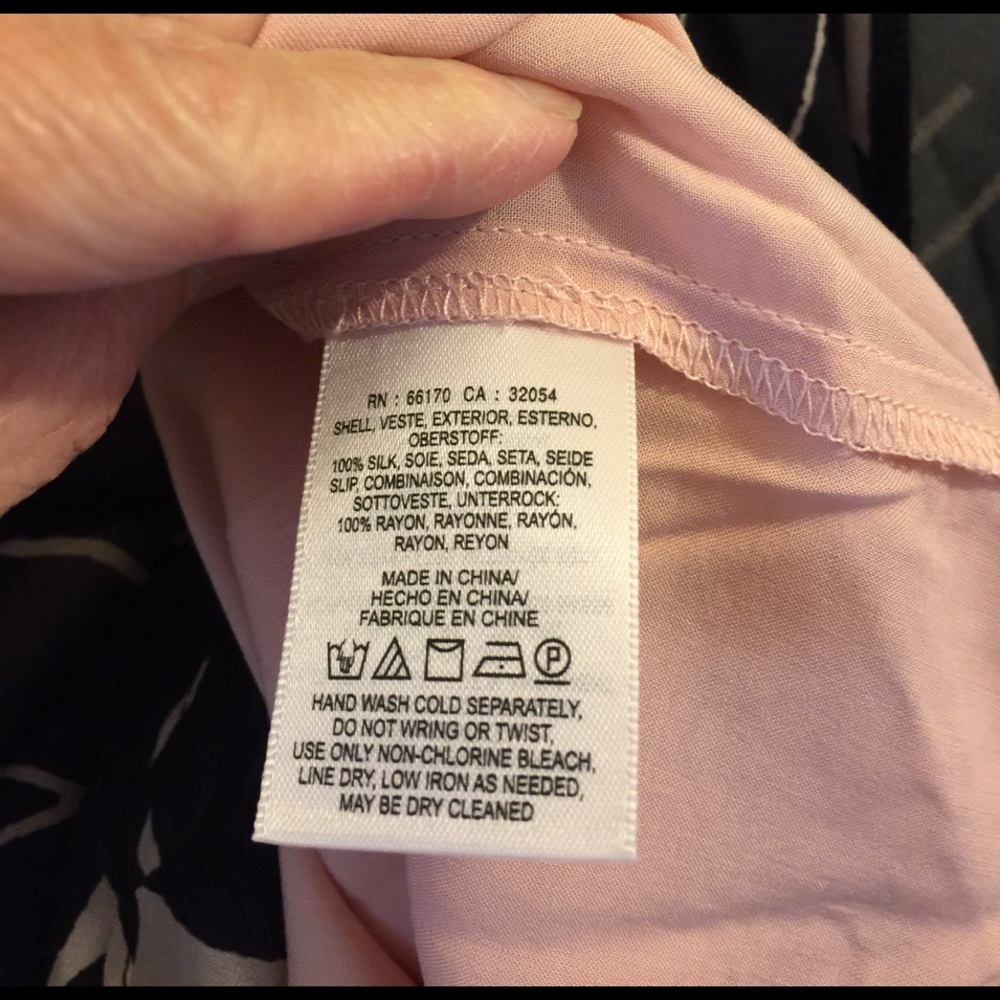 RN : 66170 CA : 32054
SHELL, VESTE, EXTERIOR, ESTERNO,
OBERSTOFF:
100% SILK, SOIE, SEDA, SETA, SEIDE
SLIP, COMBINAISON, COMBINACIÓN,
SOTTOVESTE, UNTERROCK:
100% RAYON, RAYONNE, RAYÓN,
RAYON, REYON
MADE IN CHINA/
HECHO EN CHINA/
FABRIQUE EN CHINE
P
HAND WASH COLD SEPARATELY,
DO NOT WRING OR TWIST,
USE ONLY NON-CHLORINE BLEACH,
LINE DRY, LOW IRON AS NEEDED,
MAY BE DRY CLEANED